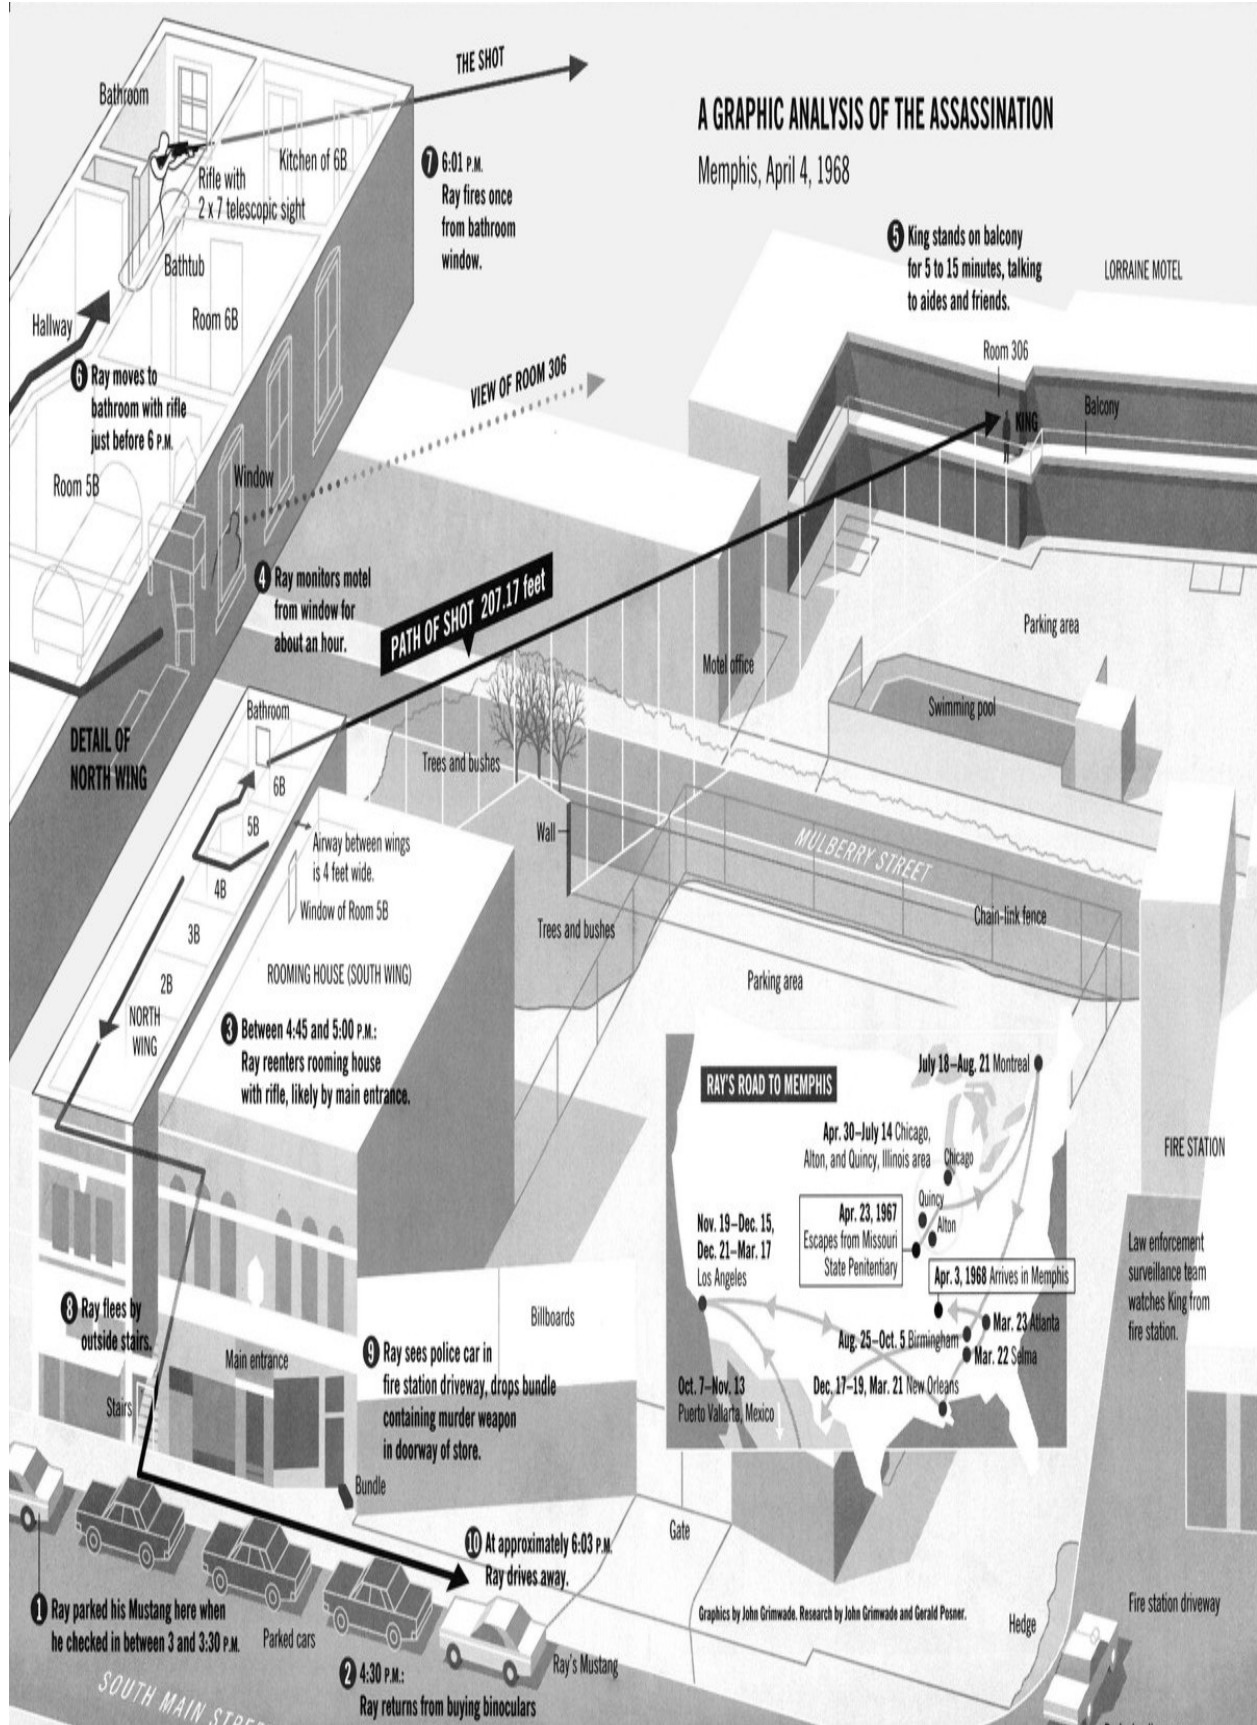 A GRAPHIC ANALYSIS OF THE ASSASSINATION
Memphis, April 4, 1968
THE SHOT
Bathroom
Kitchen of 6B
Rifle with
2 x 7 telescopic sight
Bathtub
Room 6B
Hallway
7 6:01 P.M.
Ray fires once
from bathroom
window.
6 Ray moves to
bathroom with rifle
just before 6 P.M.
Room 5B
Window
VIEW OF ROOM 306
5 King stands on balcony
for 5 to 15 minutes, talking
to aides and friends.
LORRAINE MOTEL
Room 306
KING
Balcony
4 Ray monitors motel
from window for
about an hour.
PATH OF SHOT 207.17 feet
Parking area
Motel office
Swimming pool
DETAIL OF
NORTH WING
Bathroom
6B
5B
4B
3B
2B
NORTH
WING
Trees and bushes
Airway between wings
is 4 feet wide.
Window of Room 5B
Wall
MULBERRY STREET
Chain-link fence
Trees and bushes
Parking area
ROOMING HOUSE (SOUTH WING)
3 Between 4:45 and 5:00 P.M.:
Ray reenters rooming house
with rifle, likely by main entrance.
RAY'S ROAD TO MEMPHIS
July 18–Aug. 21 Montreal
Apr. 30–July 14 Chicago,
Alton, and Quincy, Illinois area
Chicago
Quincy
Alton
Apr. 23, 1967
Escapes from Missouri
State Penitentiary
Nov. 19–Dec. 15,
Dec. 21–Mar. 17
Los Angeles
Apr. 3, 1968 Arrives in Memphis
Mar. 23 Atlanta
Aug. 25–Oct. 5 Birmingham
Mar. 22 Selma
Oct. 7–Nov. 13
Puerto Vallarta, Mexico
Dec. 17–19, Mar. 21 New Orleans
FIRE STATION
Law enforcement
surveillance team
watches King from
fire station.
8 Ray flees by
outside stairs.
Main entrance
Stairs
Billboards
9 Ray sees police car in
fire station driveway, drops bundle
containing murder weapon
in doorway of store.
Bundle
Gate
10 At approximately 6:03 P.M.
Ray drives away.
Graphics by John Grimwade. Research by John Grimwade and Gerald Posner.
Hedge
Fire station driveway
1 Ray parked his Mustang here when
he checked in between 3 and 3:30 P.M.
Parked cars
2 4:30 P.M.:
Ray returns from buying binoculars
Ray's Mustang
SOUTH MAIN